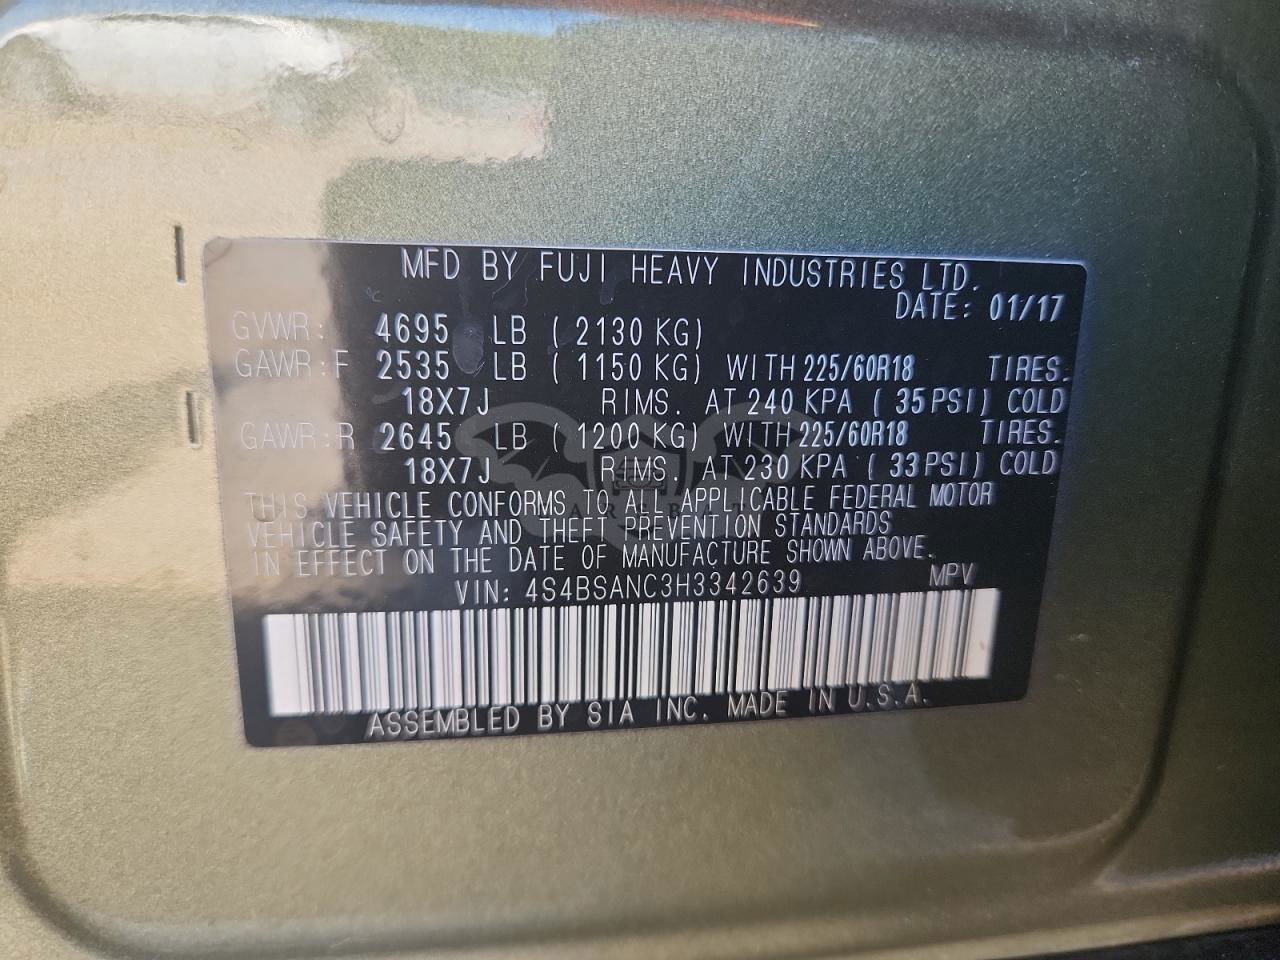 MFD BY FUJI HEAVY INDUSTRIES LTD.
DATE: 01/17
GVWR: 4695 LB ( 2130 KG)
GAWR: F 2535 LB ( 1150 KG) WITH 225/60R18 TIRES.
18X7J RIMS. AT 240 KPA ( 35 PSI) COLD
GAWR: R 2645 LB ( 1200 KG) WITH 225/60R18 TIRES.
18X7J RIMS. AT 230 KPA ( 33 PSI) COLD
THIS VEHICLE CONFORMS TO ALL APPLICABLE FEDERAL MOTOR
VEHICLE SAFETY AND THEFT PREVENTION STANDARDS
IN EFFECT ON THE DATE OF MANUFACTURE SHOWN ABOVE.
VIN: 4S4BSANC3H3342639 MPV
ASSEMBLED BY SIA INC. MADE IN U.S.A.